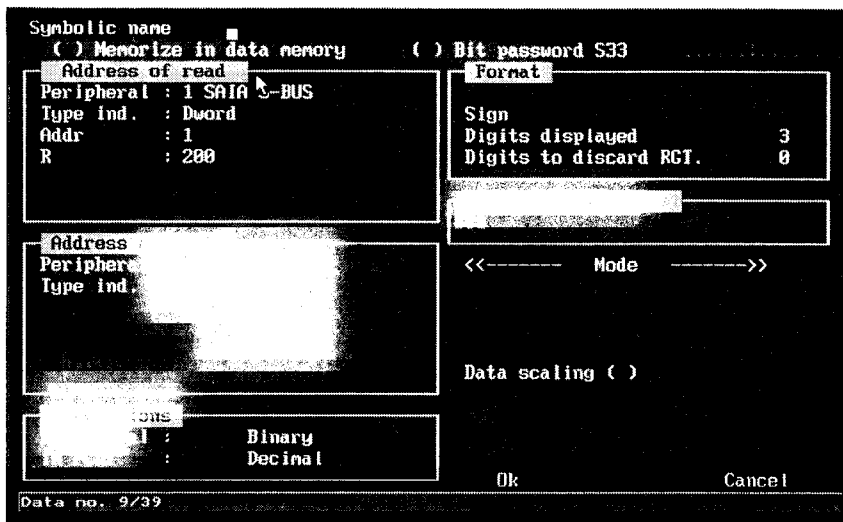 Symbolic name
( ) Memorize in data memory
( ) Bit password S33
Address of read
Peripheral : 1 SAIA S-BUS
Type ind. : Dword
Addr : 1
R : 200
Format
Sign
Digits displayed 3
Digits to discard RGT. 0
Address
Type ind.
<<------- Mode ------->>
Data scaling ( )
: Binary
: Decimal
Ok Cancel
Data no. 9/39